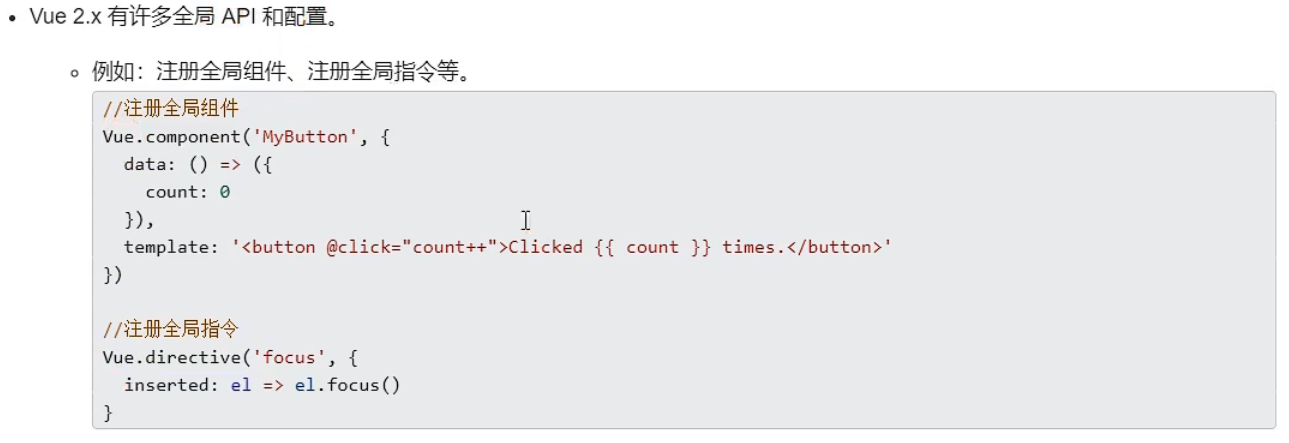 Vue 2.x 有许多全局 API 和配置。
例如：注册全局组件、注册全局指令等。
//注册全局组件
Vue.component('MyButton', {
  data: () => ({
    count: 0
  }),
  template: '<button @click="count++">Clicked {{ count }} times.</button>'
})

//注册全局指令
Vue.directive('focus', {
  inserted: el => el.focus()
}